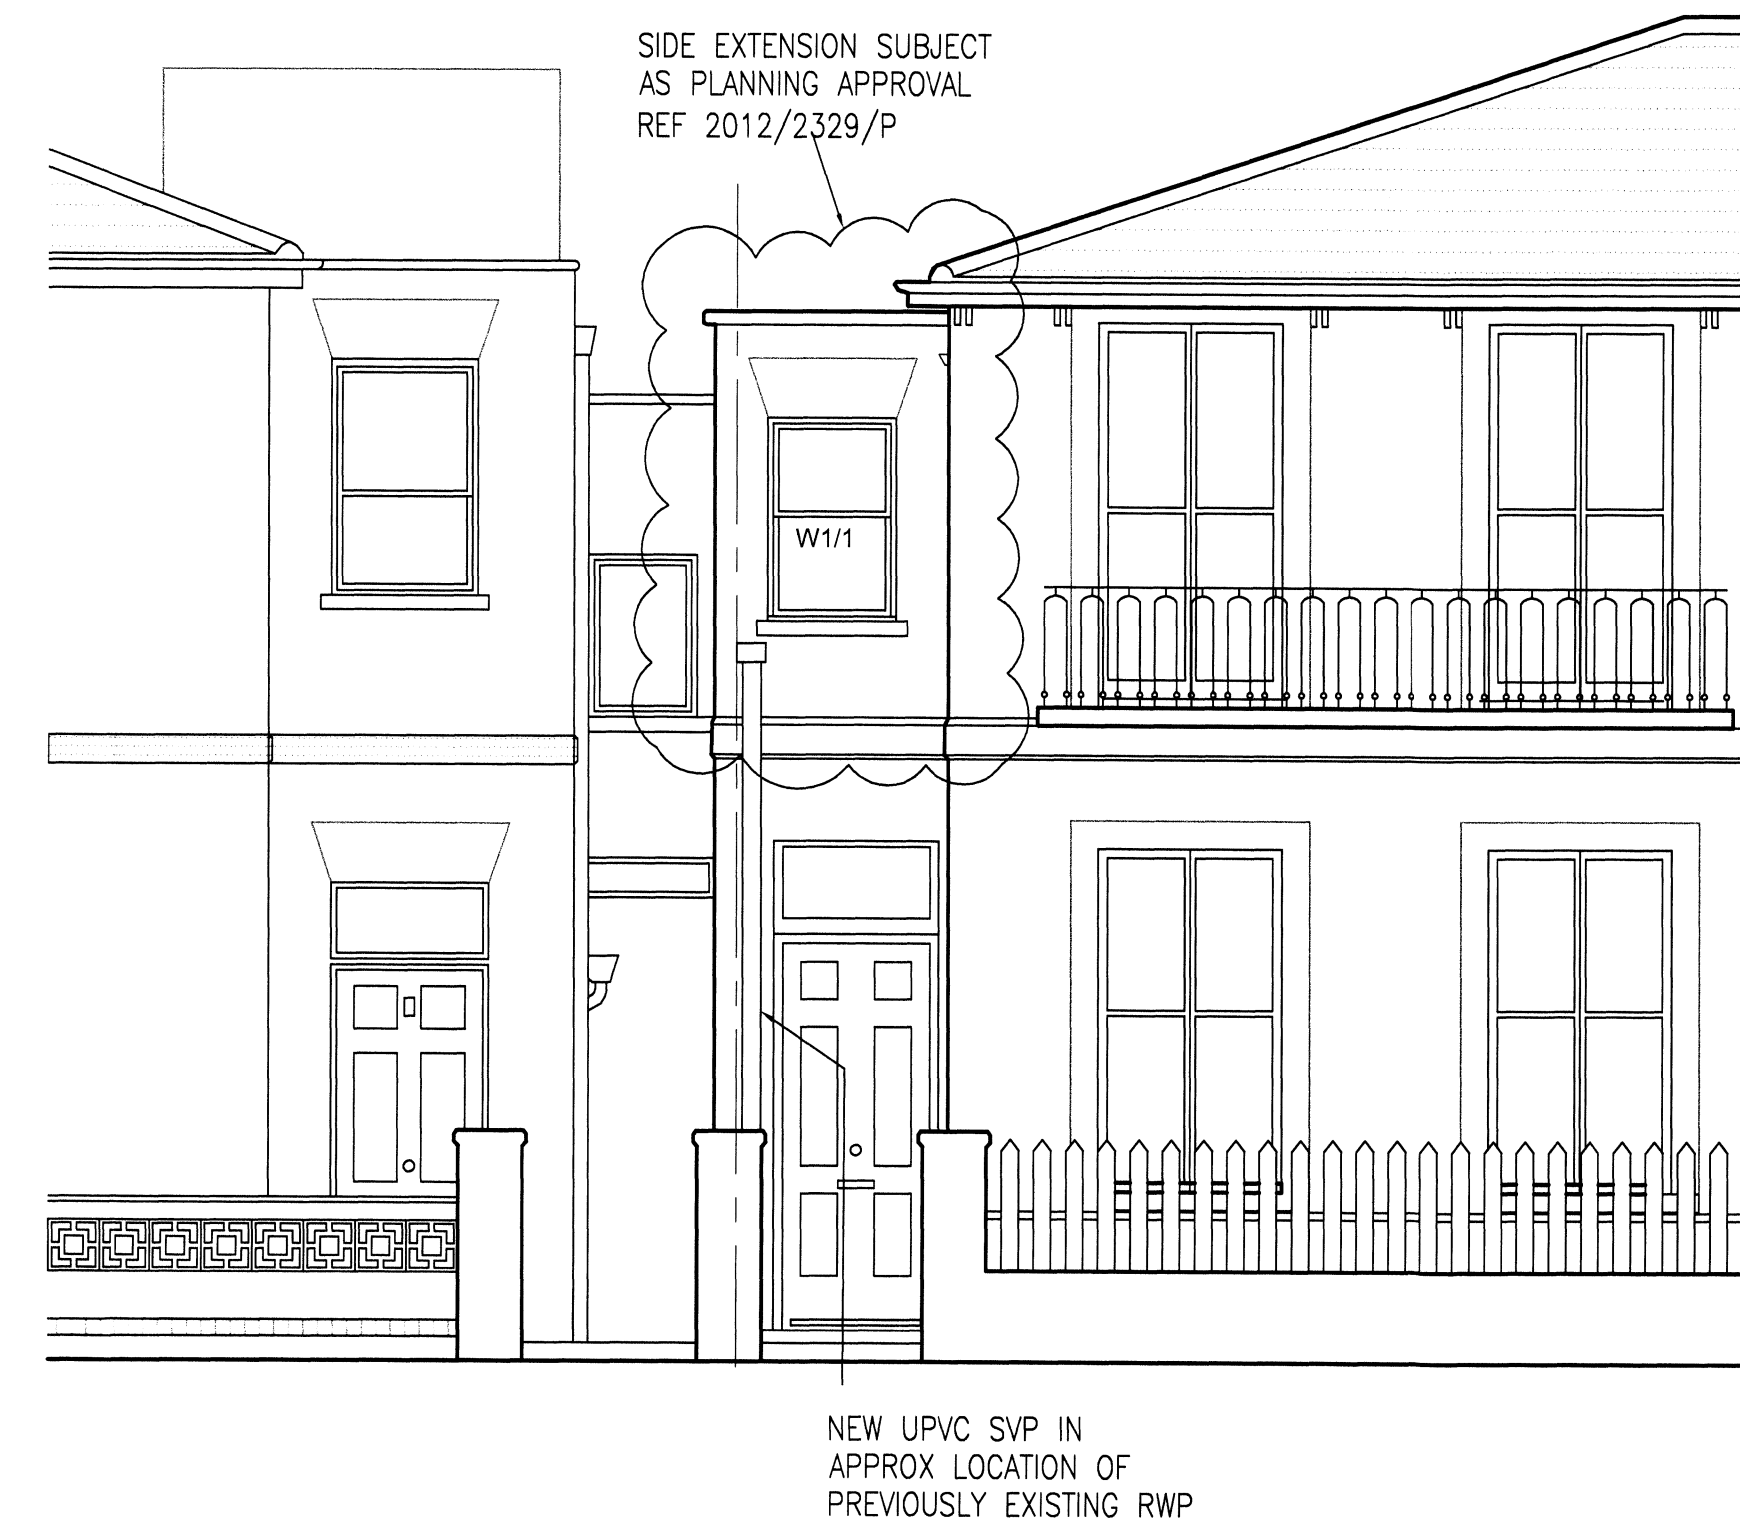 SIDE EXTENSION SUBJECT
AS PLANNING APPROVAL
REF 2012/2329/P
W1/1
NEW UPVC SVP IN
APPROX LOCATION OF
PREVIOUSLY EXISTING RWP